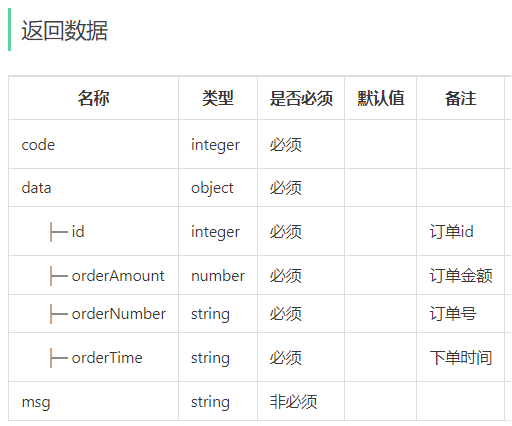 返回数据
名称 类型 是否必须 默认值 备注
code integer 必须
data object 必须
├─ id integer 必须 订单id
├─ orderAmount number 必须 订单金额
├─ orderNumber string 必须 订单号
├─ orderTime string 必须 下单时间
msg string 非必须